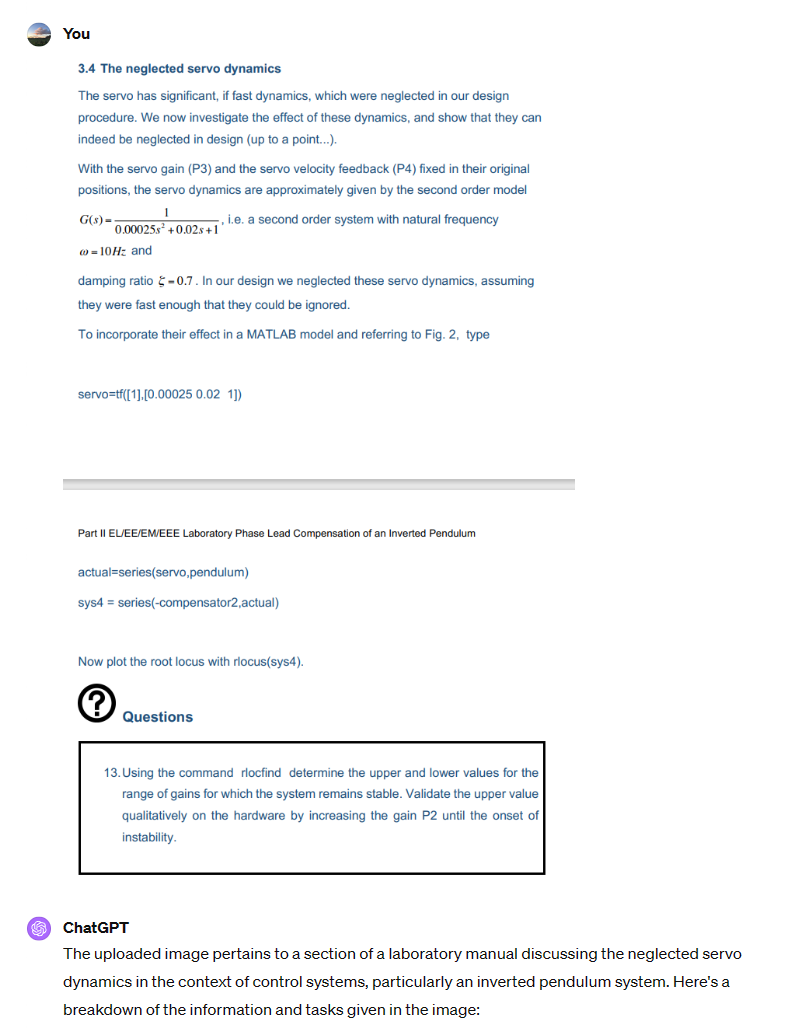 You
3.4 The neglected servo dynamics
The servo has significant, if fast dynamics, which were neglected in our design
procedure. We now investigate the effect of these dynamics, and show that they can
indeed be neglected in design (up to a point...).
With the servo gain (P3) and the servo velocity feedback (P4) fixed in their original
positions, the servo dynamics are approximately given by the second order model
G(s) = 1 / (0.00025s² + 0.02s + 1), i.e. a second order system with natural frequency
ω = 10Hz and
damping ratio ζ = 0.7. In our design we neglected these servo dynamics, assuming
they were fast enough that they could be ignored.
To incorporate their effect in a MATLAB model and referring to Fig. 2, type
servo=tf([1],[0.00025 0.02 1])
Part II EL/EE/EM/EEE Laboratory Phase Lead Compensation of an Inverted Pendulum
actual=series(servo,pendulum)
sys4 = series(-compensator2,actual)
Now plot the root locus with rlocus(sys4).
? Questions
13. Using the command rlocfind determine the upper and lower values for the
range of gains for which the system remains stable. Validate the upper value
qualitatively on the hardware by increasing the gain P2 until the onset of
instability.
ChatGPT
The uploaded image pertains to a section of a laboratory manual discussing the neglected servo
dynamics in the context of control systems, particularly an inverted pendulum system. Here's a
breakdown of the information and tasks given in the image: